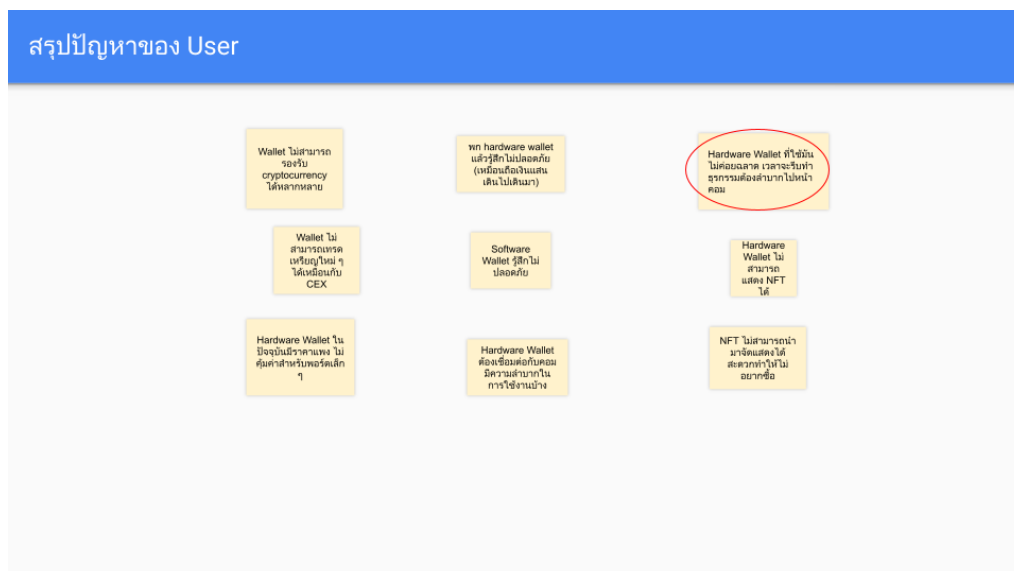 สรุปปัญหาของ User
Wallet ไม่สามารถ
รองรับ
cryptocurrency
ได้หลากหลาย
พก hardware wallet
แล้วรู้สึกไม่ปลอดภัย
(เหมือนถือเงินแสน
เดินไปเดินมา)
Hardware Wallet ที่ใช้มัน
ไม่ค่อยฉลาด เวลาจะรีบทำ
ธุรกรรมต้องลำบากไปหน้า
คอม
Wallet ไม่
สามารถเทรด
เหรียญใหม่ ๆ
ได้เหมือนกับ
CEX
Software
Wallet รู้สึกไม่
ปลอดภัย
Hardware
Wallet ไม่
สามารถ
แสดง NFT
ได้
Hardware Wallet ใน
ปัจจุบันมีราคาแพง ไม่
คุ้มค่าสำหรับพอร์ตเล็ก
ๆ
Hardware Wallet
ต้องเชื่อมต่อกับคอม
มีความลำบากใน
การใช้งานบ้าง
NFT ไม่สามารถนำ
มาจัดแสดงได้
สะดวกทำให้ไม่
อยากซื้อ